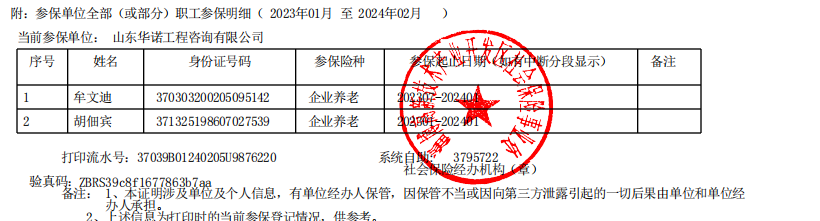 附：参保单位全部（或部分）职工参保明细（ 2023年01月 至 2024年02月 ）
当前参保单位： 山东华诺工程咨询有限公司
序号 姓名 身份证号码 参保险种 参保起止日期（如有中断分段显示） 备注
1 牟文迪 370303200205095142 企业养老 202307-202401
2 胡佃宾 371325198607027539 企业养老 202301-202401
打印流水号：37039B01240205U9876220 系统自助： 3795722
社会保险经办机构（章）
验真码：ZBRS39c8f1677863b7aa
备注： 1、本证明涉及单位及个人信息，有单位经办人保管，因保管不当或因向第三方泄露引起的一切后果由单位和单位经
办人承担。
2、上述信息为打印时的当前参保登记情况，供参考。